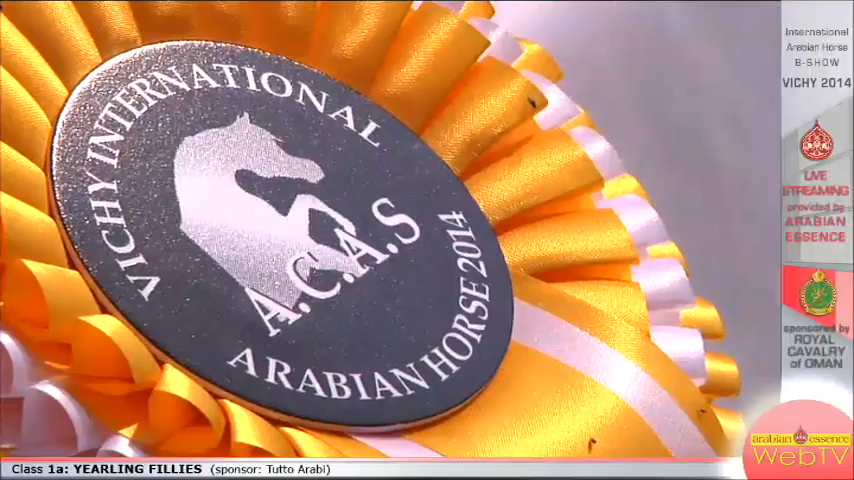 VICHY INTERNATIONAL
A.C.A.S
ARABIAN HORSE 2014
International
Arabian Horse
B-SHOW
VICHY 2014
LIVE
STREAMING
provided by
ARABIAN
ESSENCE
sponsored by
ROYAL
CAVALRY
of OMAN
arabian essence
WebTV
Class 1a: YEARLING FILLIES (sponsor: Tutto Arabi)